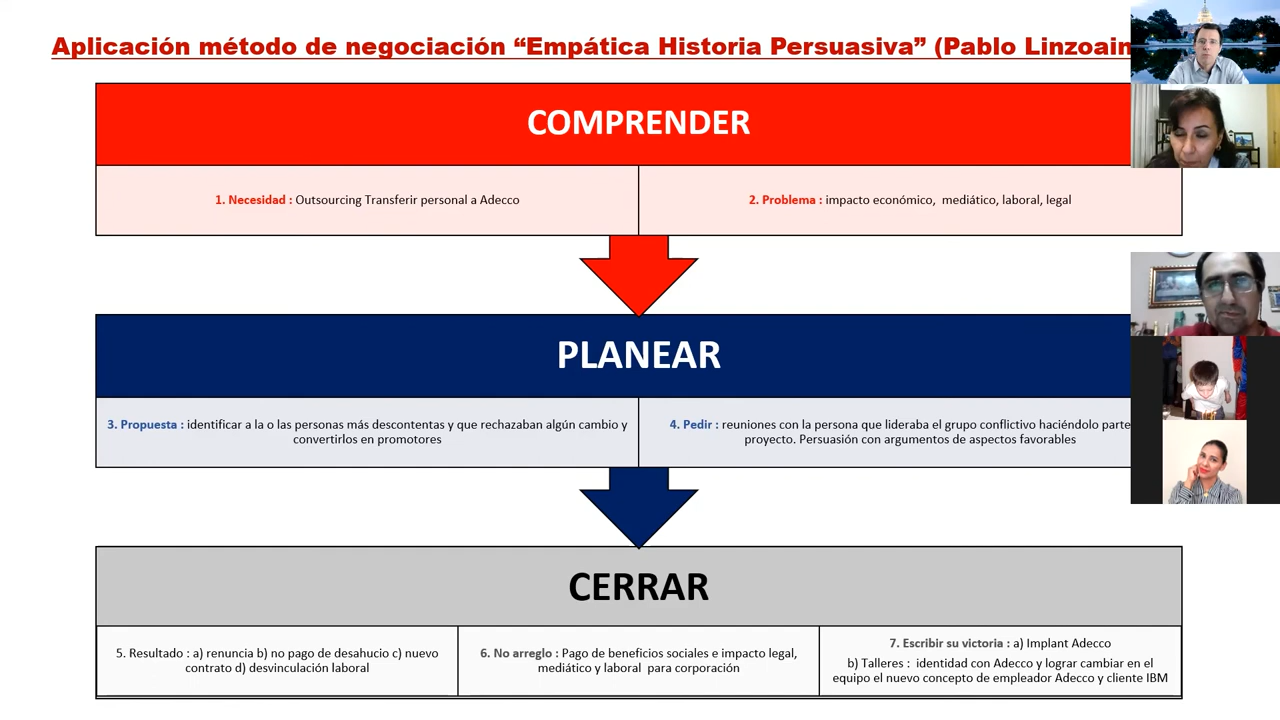 Aplicación método de negociación “Empática Historia Persuasiva” (Pablo Linzoain
COMPRENDER
1. Necesidad : Outsourcing Transferir personal a Adecco
2. Problema : impacto económico, mediático, laboral, legal
PLANEAR
3. Propuesta : identificar a la o las personas más descontentas y que rechazaban algún cambio y
convertirlos en promotores
4. Pedir : reuniones con la persona que lideraba el grupo conflictivo haciéndolo parte
proyecto. Persuasión con argumentos de aspectos favorables
CERRAR
5. Resultado : a) renuncia b) no pago de desahucio c) nuevo
contrato d) desvinculación laboral
6. No arreglo : Pago de beneficios sociales e impacto legal,
mediático y laboral para corporación
7. Escribir su victoria : a) Implant Adecco
b) Talleres : identidad con Adecco y lograr cambiar en el
equipo el nuevo concepto de empleador Adecco y cliente IBM